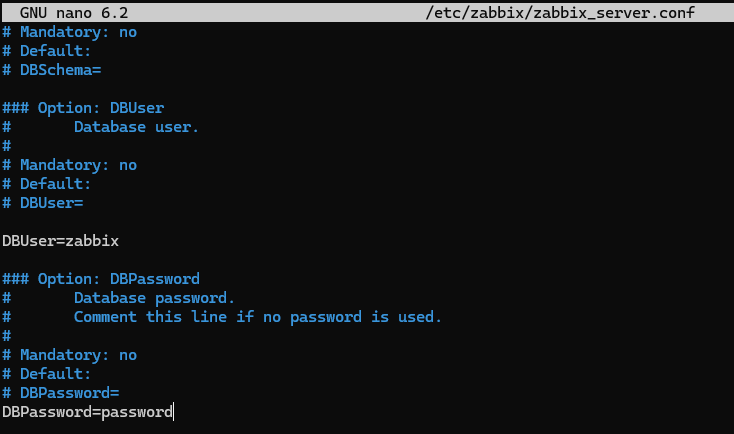 GNU nano 6.2 /etc/zabbix/zabbix_server.conf
# Mandatory: no
# Default:
# DBSchema=
### Option: DBUser
#       Database user.
#
# Mandatory: no
# Default:
# DBUser=
DBUser=zabbix
### Option: DBPassword
#       Database password.
#       Comment this line if no password is used.
#
# Mandatory: no
# Default:
# DBPassword=
DBPassword=password